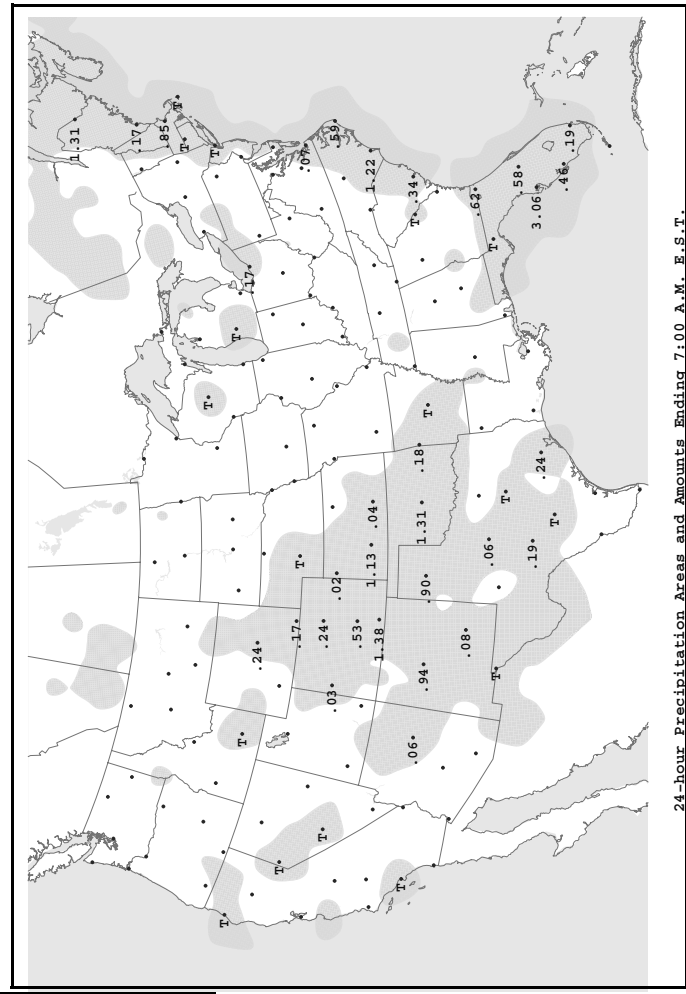 1.31
.17
.85
T
T
T
.07
.59
1.22
.34
T
.62
.58
.19
.46
3.06
T
.17
T
T
T
.18
1.31
.04
1.13
T
.02
.90
.24
T
T
.06
.19
.17
.24
.53
1.38
.24
.03
.94
.08
T
T
.06
T
T
T
T
24-hour Precipitation Areas and Amounts Ending 7:00 A.M. E.S.T.